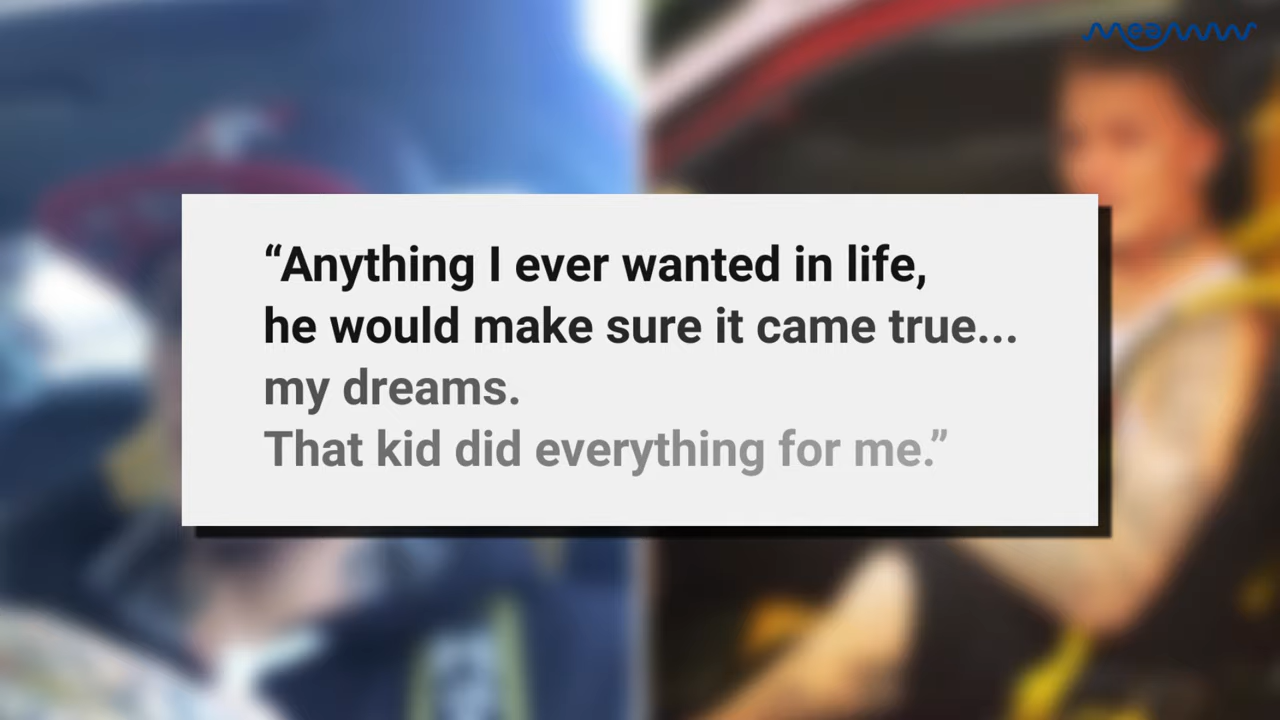 “Anything I ever wanted in life,
he would make sure it came true...
my dreams.
That kid did everything for me.”
MEAWW